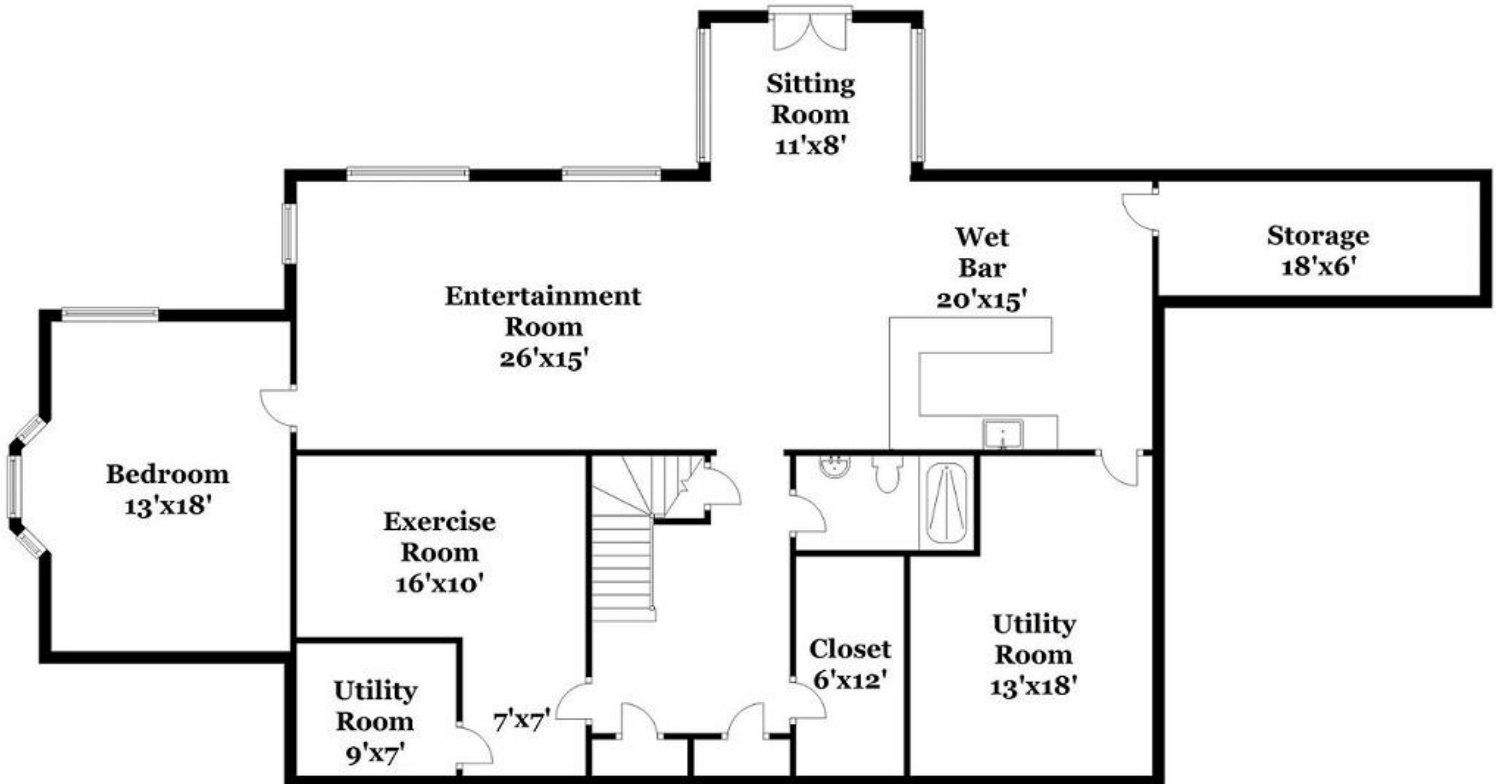 Sitting
Room
11'x8'
Wet
Bar
20'x15'
Storage
18'x6'
Entertainment
Room
26'x15'
Bedroom
13'x18'
Exercise
Room
16'x10'
Utility
Room
13'x18'
Closet
6'x12'
Utility
Room
9'x7'
7'x7'